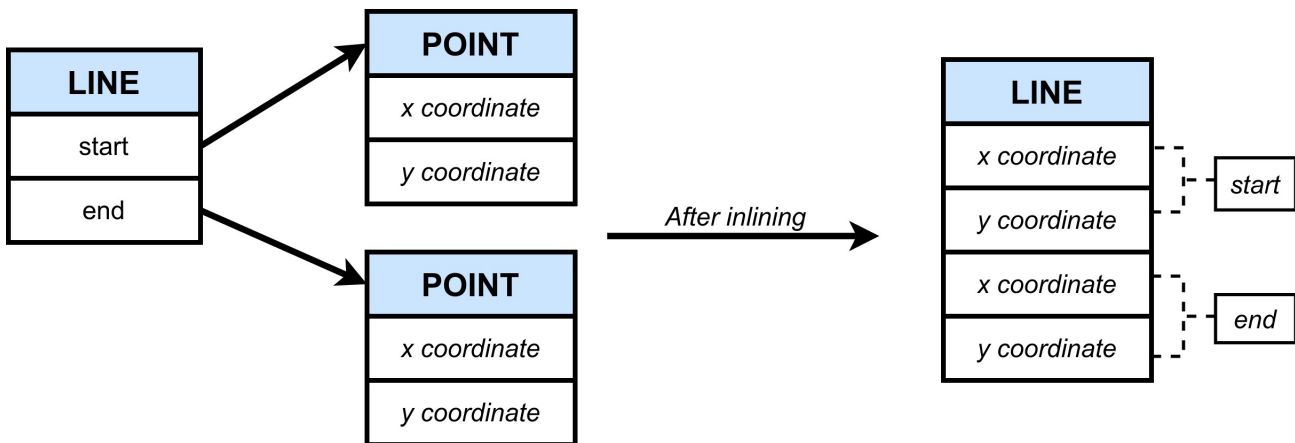 LINE
start
end
POINT
x coordinate
y coordinate
POINT
x coordinate
y coordinate
After inlining
LINE
x coordinate
y coordinate
x coordinate
y coordinate
start
end